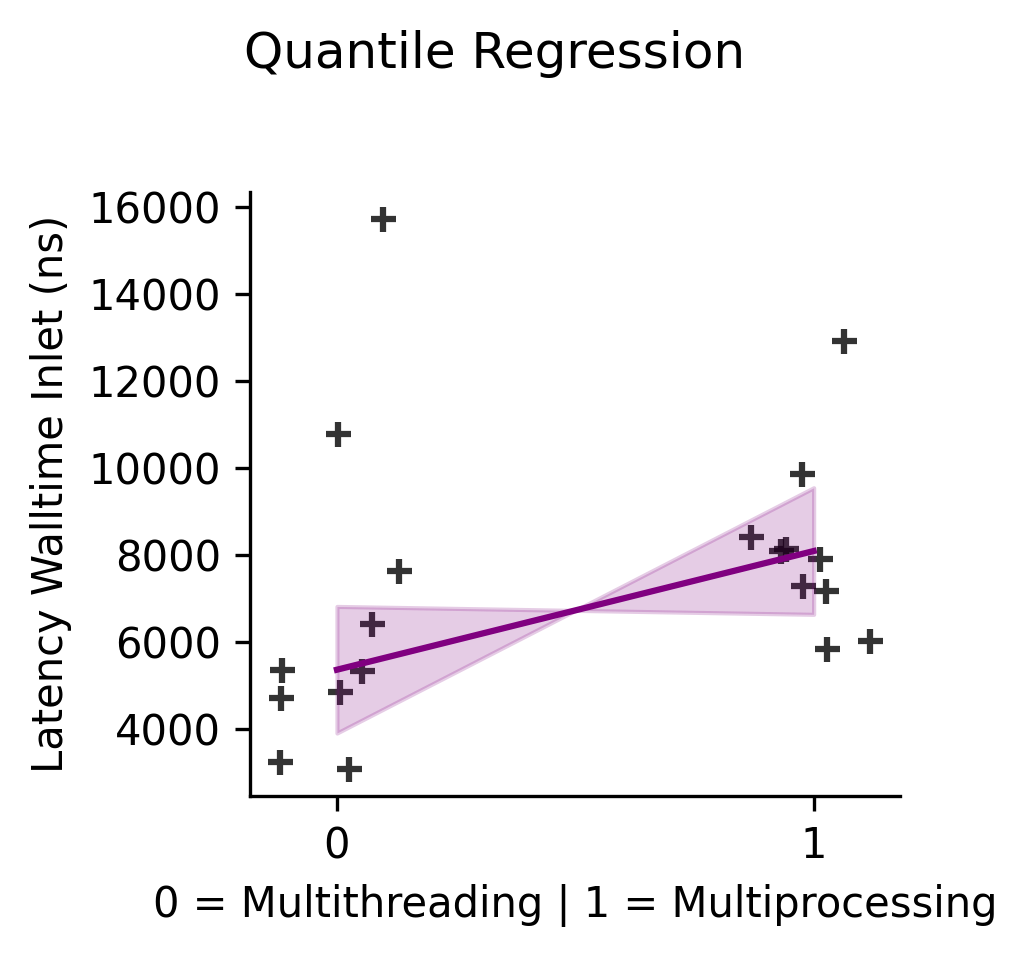 Quantile Regression
Latency Walltime Inlet (ns)
16000
14000
12000
10000
8000
6000
4000
0 1
0 = Multithreading | 1 = Multiprocessing